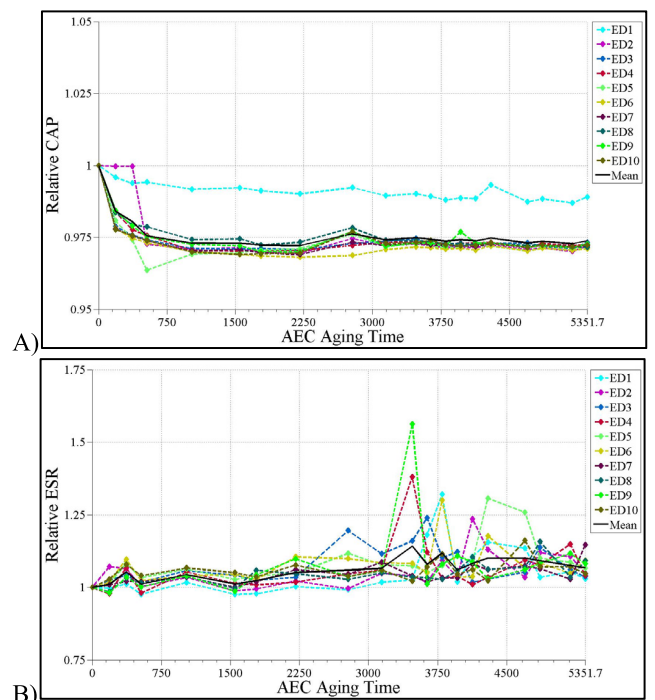 1.05
1.025
1
0.975
0.95
Relative CAP
0 750 1500 2250 3000 3750 4500 5351.7
AEC Aging Time
ED1
ED2
ED3
ED4
ED5
ED6
ED7
ED8
ED9
ED10
Mean
A)
1.75
1.5
1.25
1
0.75
Relative ESR
0 750 1500 2250 3000 3750 4500 5351.7
AEC Aging Time
ED1
ED2
ED3
ED4
ED5
ED6
ED7
ED8
ED9
ED10
Mean
B)